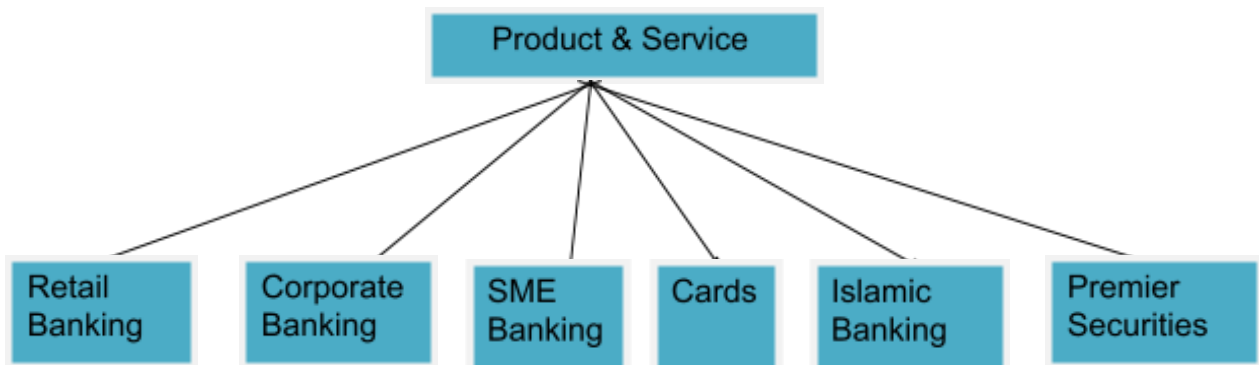 Product & Service
Retail
Banking
Corporate
Banking
SME
Banking
Cards
Islamic
Banking
Premier
Securities